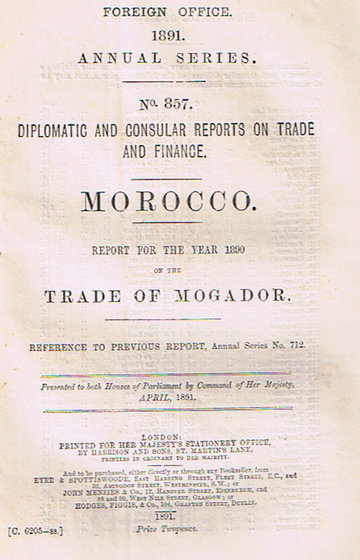 FOREIGN OFFICE.
1891.
ANNUAL SERIES.
No. 857.
DIPLOMATIC AND CONSULAR REPORTS ON TRADE
AND FINANCE.
MOROCCO.
REPORT FOR THE YEAR 1890
ON THE
TRADE OF MOGADOR.
REFERENCE TO PREVIOUS REPORT, Annual Series No. 712.
Presented to both Houses of Parliament by Command of Her Majesty,
APRIL, 1891.
LONDON:
PRINTED FOR HER MAJESTY'S STATIONERY OFFICE,
BY HARRISON AND SONS, ST. MARTIN'S LANE,
PRINTERS IN ORDINARY TO HER MAJESTY.
And to be purchased, either directly or through any Bookseller, from
EYRE & SPOTTISWOODE, EAST HARDING STREET, FLEET STREET, E.C., and
32, ABINGDON STREET, WESTMINSTER, S.W.; or
JOHN MENZIES & Co., 12, HANOVER STREET, EDINBURGH, and
88 and 90, WEST NILE STREET, GLASGOW; or
HODGES, FIGGIS, & Co., 104, GRAFTON STREET, DUBLIN.
1891.
[C. 6205—88.] Price Twopence.